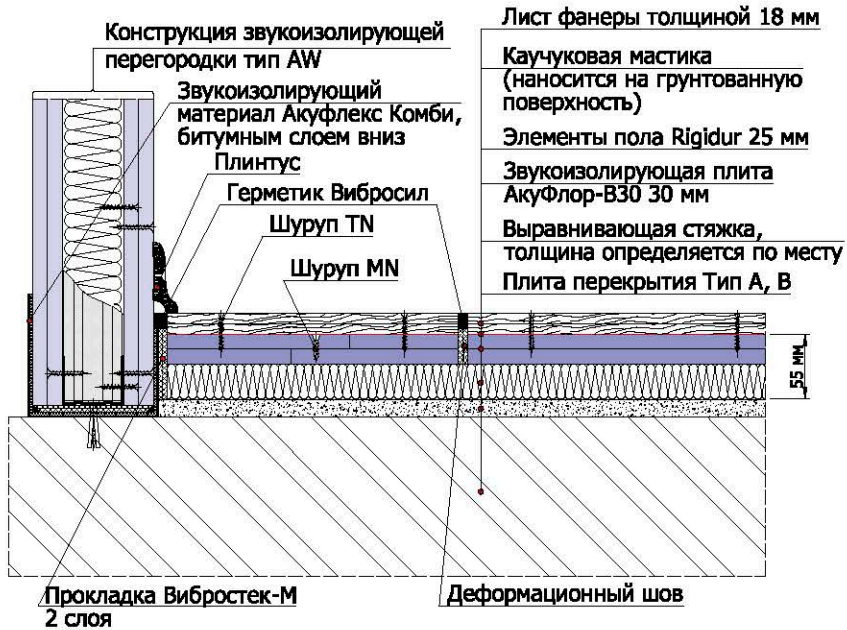 Конструкция звукоизолирующей
перегородки тип AW
Звукоизолирующий
материал Акуфлекс Комби,
битумным слоем вниз
Плинтус
Герметик Вибросил
Шуруп TN
Шуруп MN
Лист фанеры толщиной 18 мм
Каучуковая мастика
(наносится на грунтованную
поверхность)
Элементы пола Rigidur 25 мм
Звукоизолирующая плита
АкуФлор-В30 30 мм
Выравнивающая стяжка,
толщина определяется по месту
Плита перекрытия Тип А, В
55 мм
Прокладка Вибростек-М
2 слоя
Деформационный шов